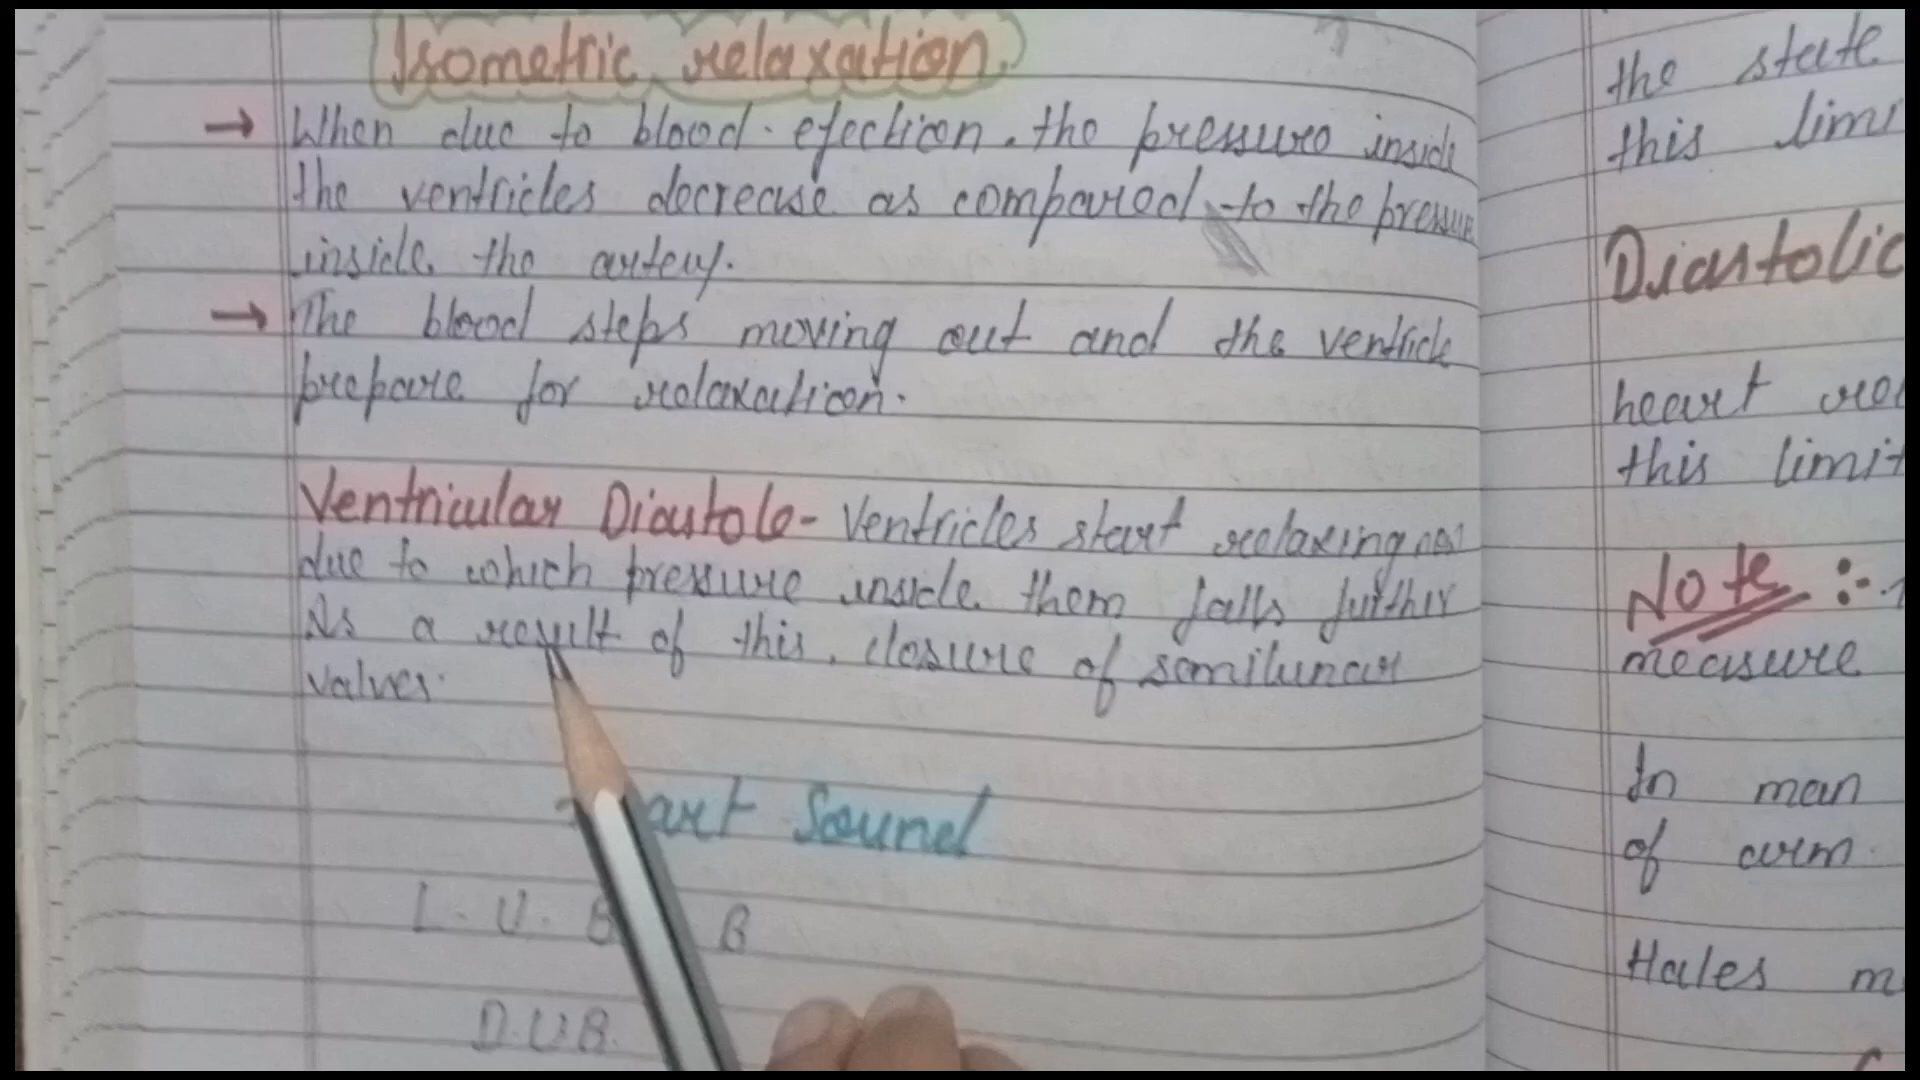 Isometric relaxation.
→ When due to blood. ejection. the pressure inside
the ventricles decrease as compared to the pressure
inside the artery.
→ The blood stops moving out and the ventricle
prepare for relaxation.
Ventricular Diastole- Ventricles start relaxing
due to which pressure inside them falls further
As a result of this, closure of semilunar
valves.
art Sound
L. U. B B
D.U.B.
the state
this limi
Diastolic
heart
this limit
Note :-
measure
In man
of arm.
Hales m